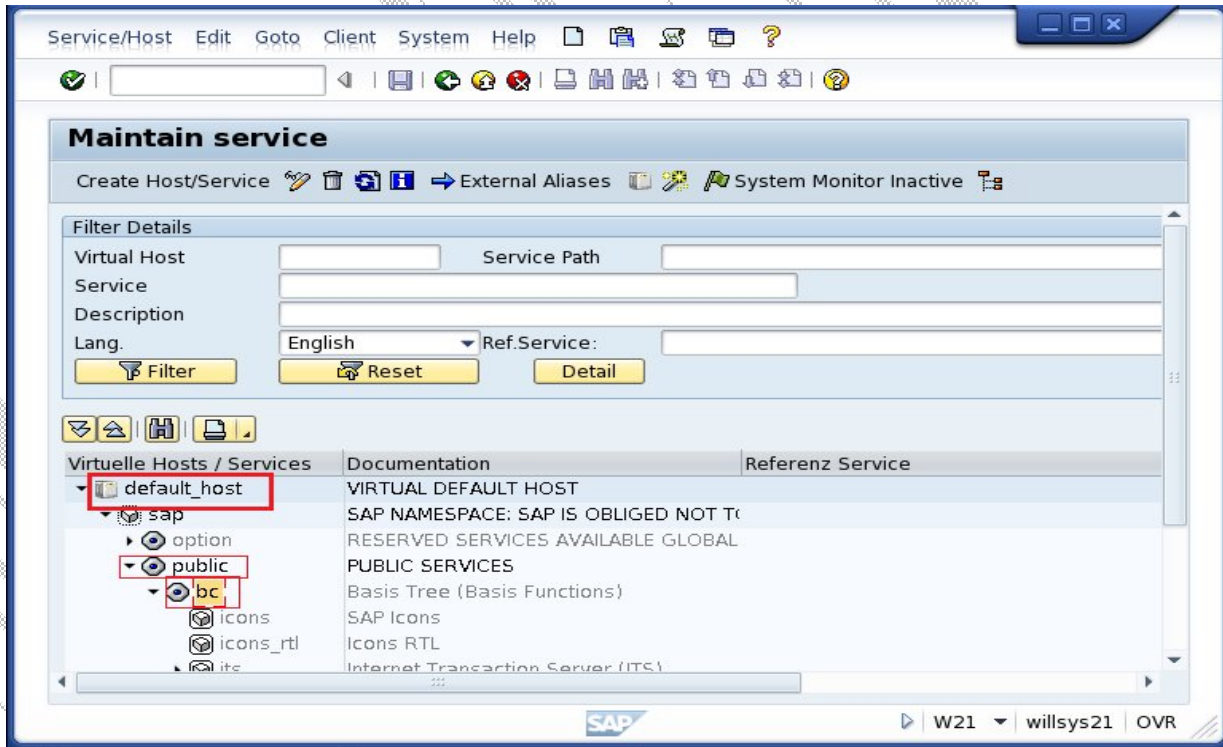 Service/Host Edit Goto Client System Help
Maintain service
Create Host/Service External Aliases System Monitor Inactive
Filter Details
Virtual Host Service Path
Service
Description
Lang. English Ref.Service:
Filter Reset Detail
Virtuelle Hosts / Services Documentation Referenz Service
default_host VIRTUAL DEFAULT HOST
sap SAP NAMESPACE: SAP IS OBLIGED NOT
option RESERVED SERVICES AVAILABLE GLOBAL
public PUBLIC SERVICES
bc Basis Tree (Basis Functions)
icons SAP Icons
icons_rtl Icons RTL
its Internet Transaction Server (ITS)
SAP W21 willsys21 OVR